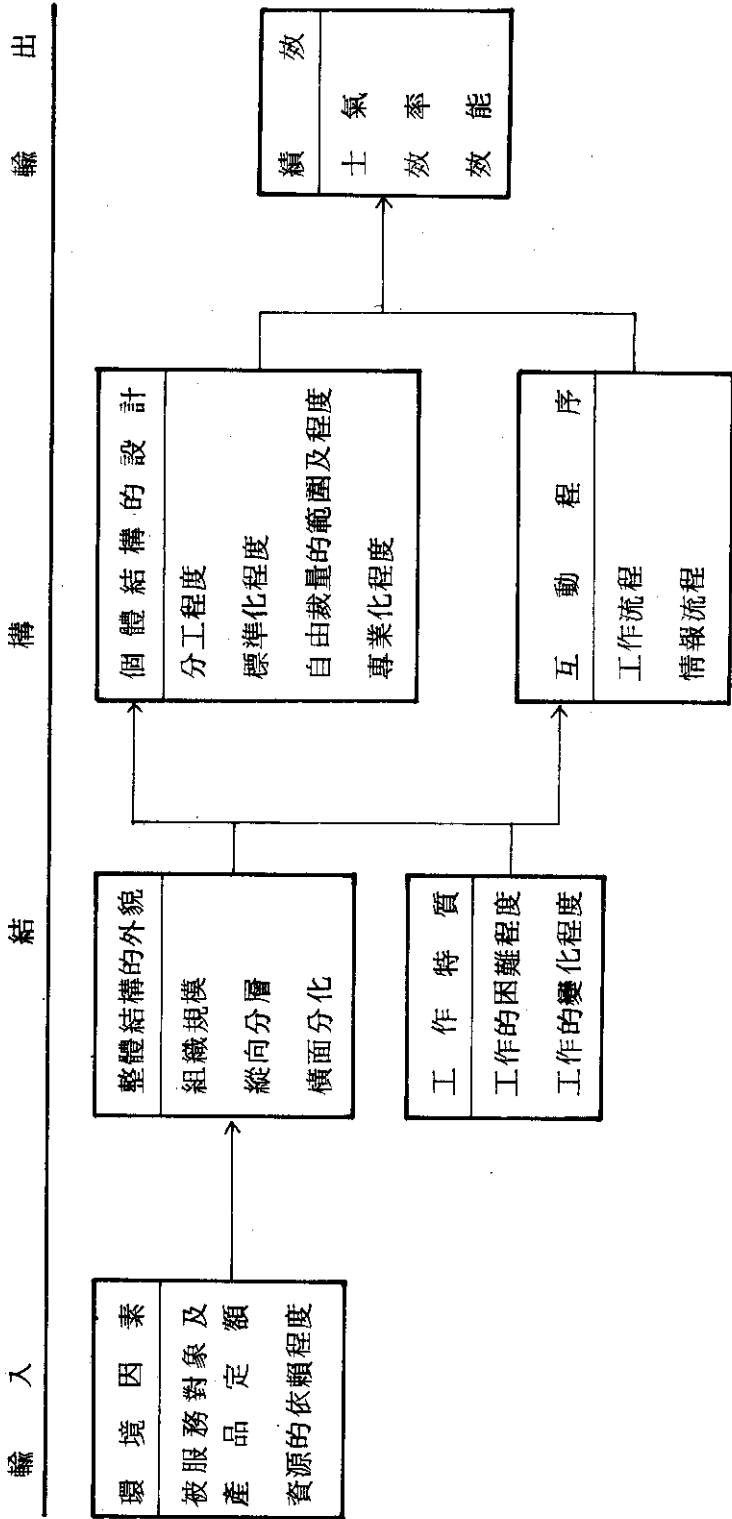 輸入
結構
輸出
環境因素
被服務對象及
產品定額
資源的依賴程度
整體結構的外貌
組織規模
縱向分層
橫面分化
工作特質
工作的困難程度
工作的變化程度
個體結構的設計
分工程度
標準化程度
自由裁量的範圍及程度
專業化程度
互動程序
工作流程
情報流程
績效
士氣
效率
效能